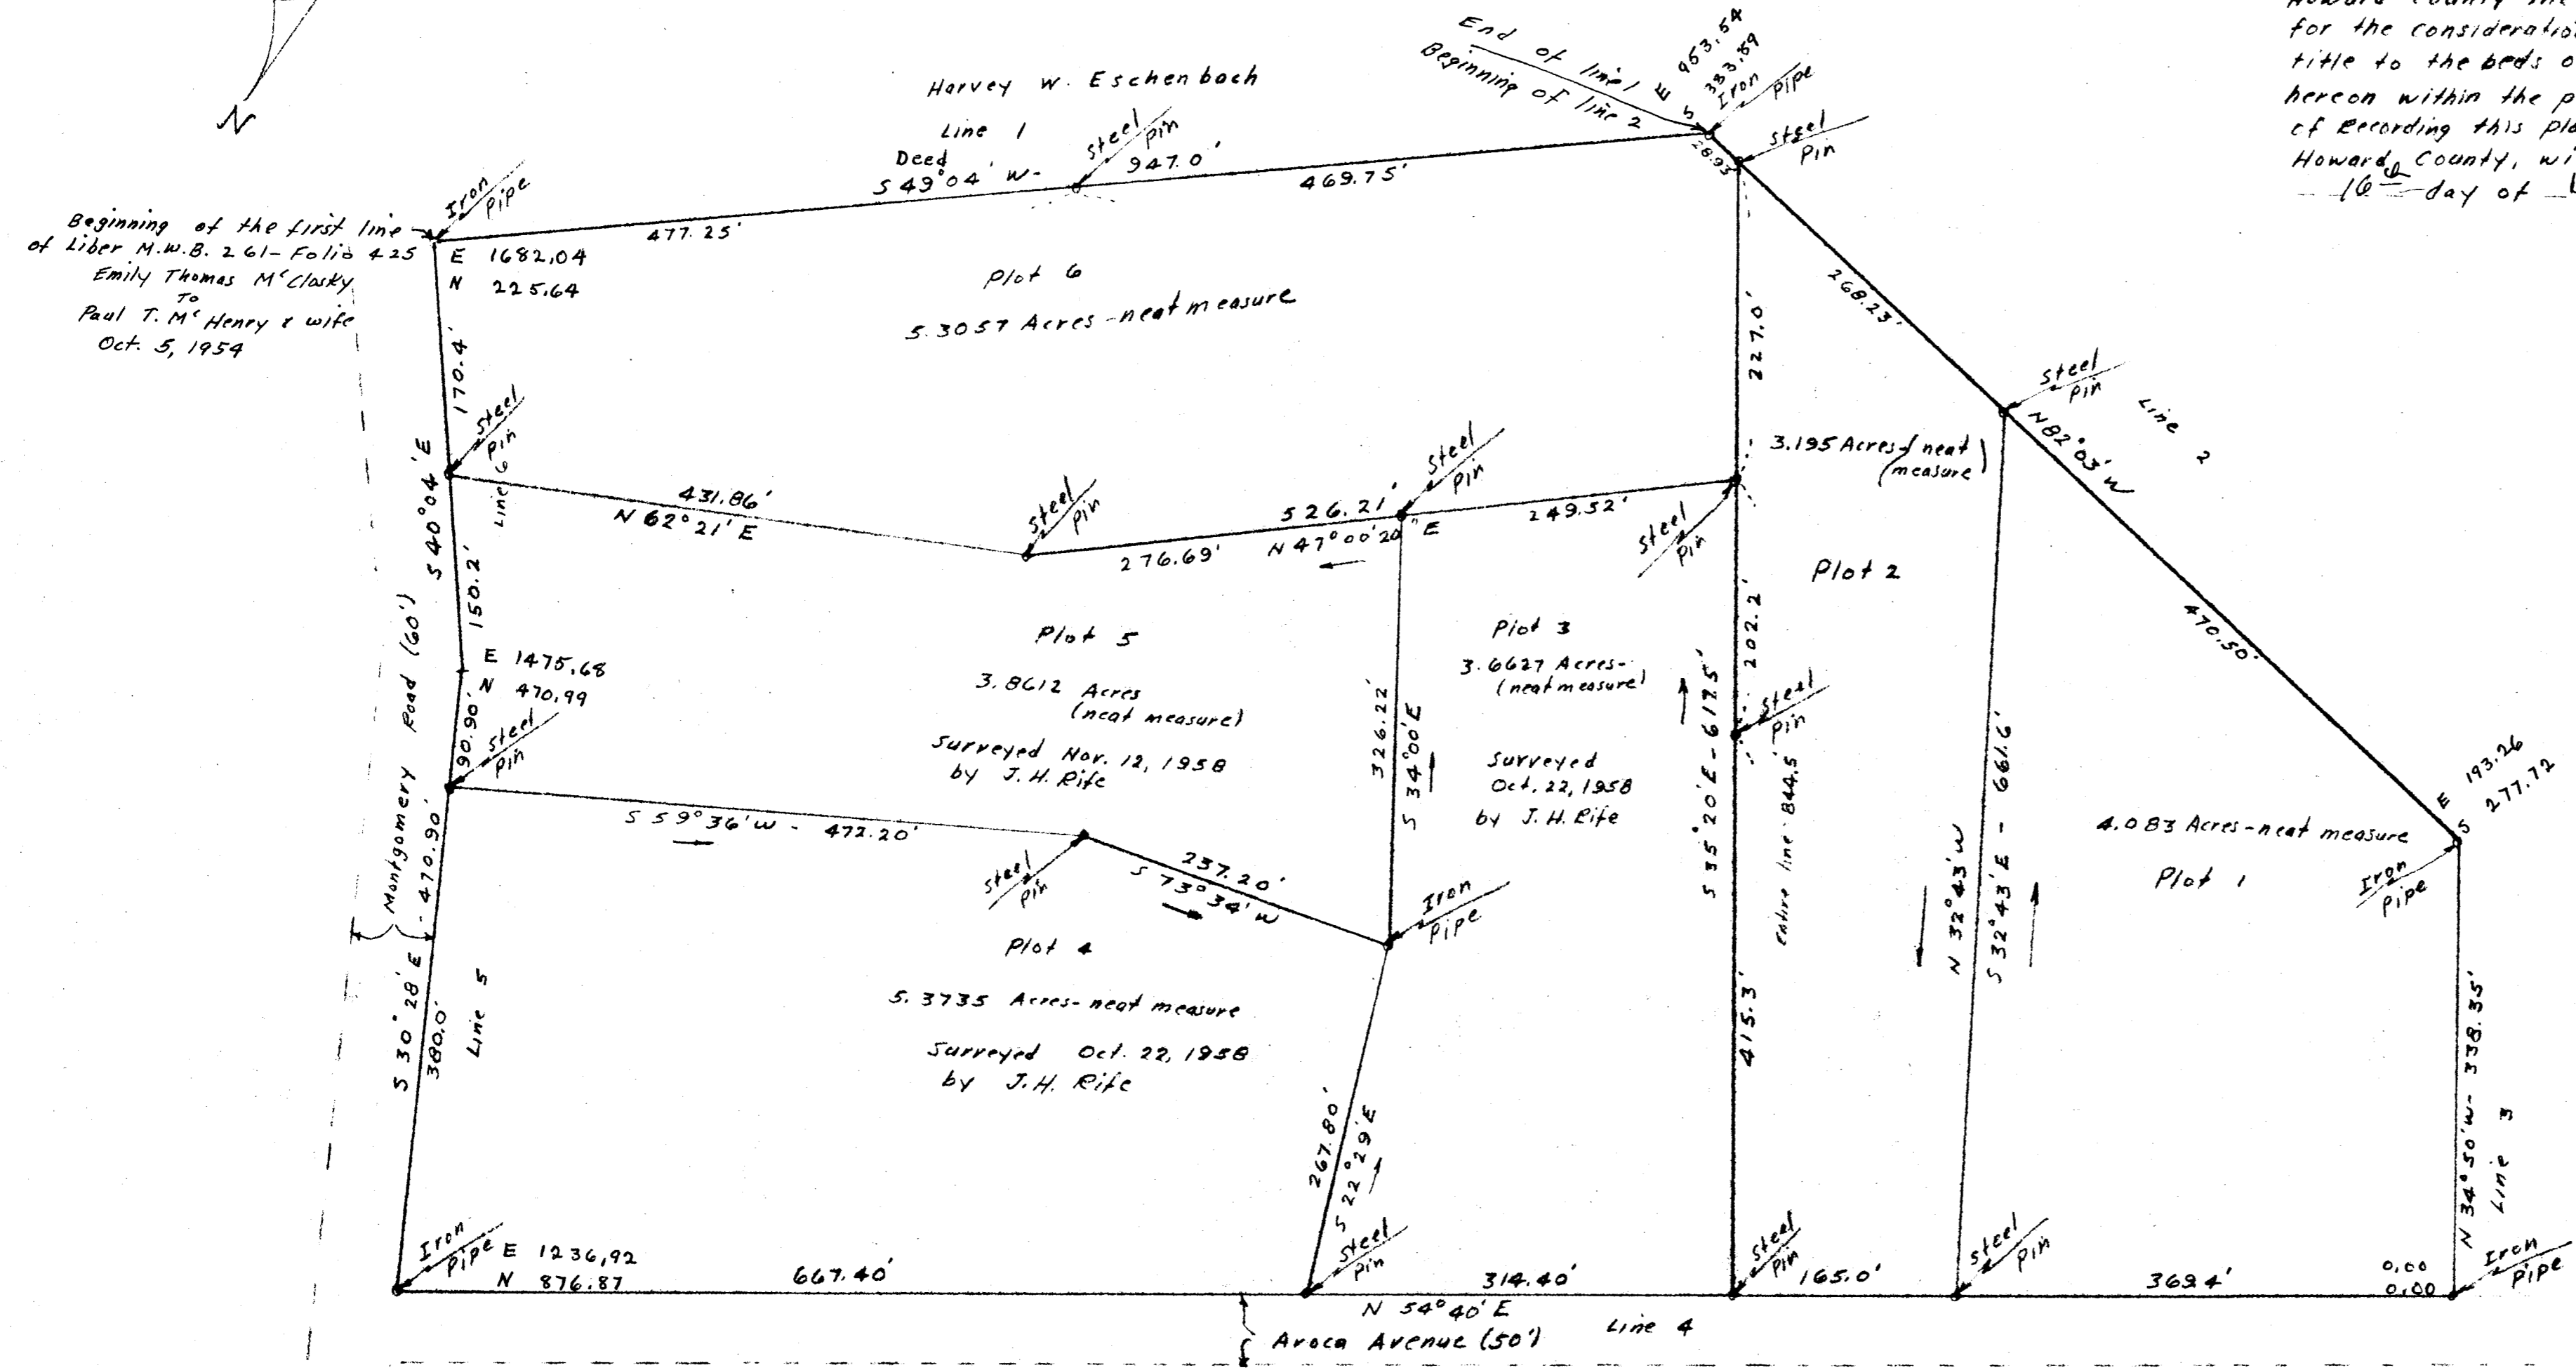 N
Howard County
for the consideration
title to the beds o
hereon within the p
of Recording this pla
Howard County, wi
16th day of
End of line 1
Beginning of line 2
E 953.54
S 383.89
Iron Pipe
Steel Pin
28.93'
Harvey W. Eschenbach
Line 1
Steel Pin
Deed
S 49°04' W- 947.0'
469.75'
477.25'
Iron Pipe
Beginning of the first line
of Liber M.W.B. 261-Folio 425
Emily Thomas McClosky
To
Paul T. McHenry & wife
Oct. 5, 1954
E 1682,04
N 225,64
Plot 6
5.3057 Acres-neat measure
170.4'
Steel Pin
S 40°04' E
Line 6
150.2'
431.86'
N 62°21' E
Steel Pin
Steel Pin
526.21'
N 47°00'20" E
276.69'
249.52'
Steel Pin
227.0'
268.23'
Steel Pin
Line 2
N 82°03' W
470.50'
3.195 Acres-(neat
measure)
Plot 2
202.2'
Steel Pin
S 35°20' E - 617.5'
Entire line 844.5'
415.3'
Plot 5
3.8612 Acres
(neat measure)
Surveyed Nov. 12, 1958
by J.H. Rife
E 1475,68
N 470,99
90.90'
Steel Pin
Montgomery Road (60')
Plot 3
3.6627 Acres-
(neat measure)
Surveyed
Oct. 22, 1958
by J.H. Rife
326.22'
S 34°00' E
S 59°36' W - 472.20'
Steel Pin
237.20'
S 73°34' W
Iron Pipe
Plot 4
5.3735 Acres-neat measure
Surveyed Oct. 22, 1958
by J.H. Rife
S 30°28' E - 470.90'
380.0'
Line 5
267.80'
S 22°29' E
N 32°43' W
S 32°43' E - 661.6'
4.083 Acres-neat measure
Plot 1
E 193.26
S 277.72
Iron Pipe
N 34°50' W - 338.35'
Line 3
Iron Pipe
E 1236,92
N 876.87
667.40'
Steel Pin
314.40'
Steel Pin
165.0'
Steel Pin
369.4'
0.00
0.00
Iron Pipe
N 54°40' E
Line 4
Aroca Avenue (50')